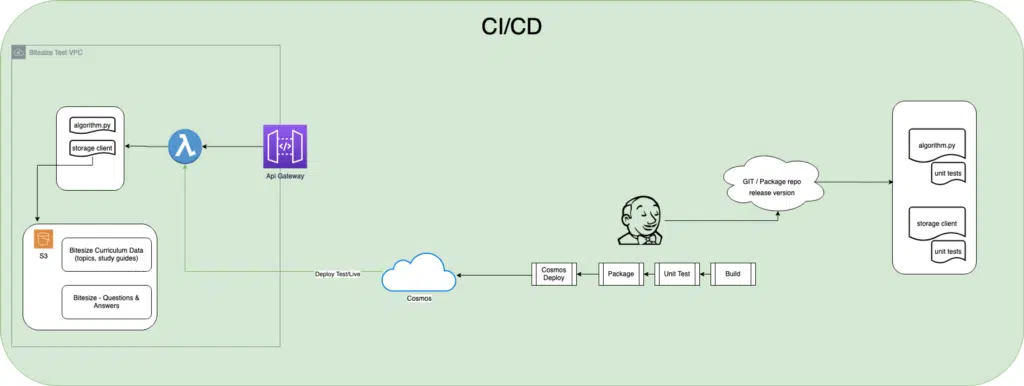 CI/CD
Bitesize Test VPC
algorithm.py
storage client
Api Gateway
S3
Bitesize Curriculum Data
(topics, study guides)
Bitesize - Questions &
Answers
Deploy Test/Live
Cosmos
Cosmos
Deploy
Package
Unit Test
Build
GIT / Package repo
release version
algorithm.py
unit tests
storage client
unit tests